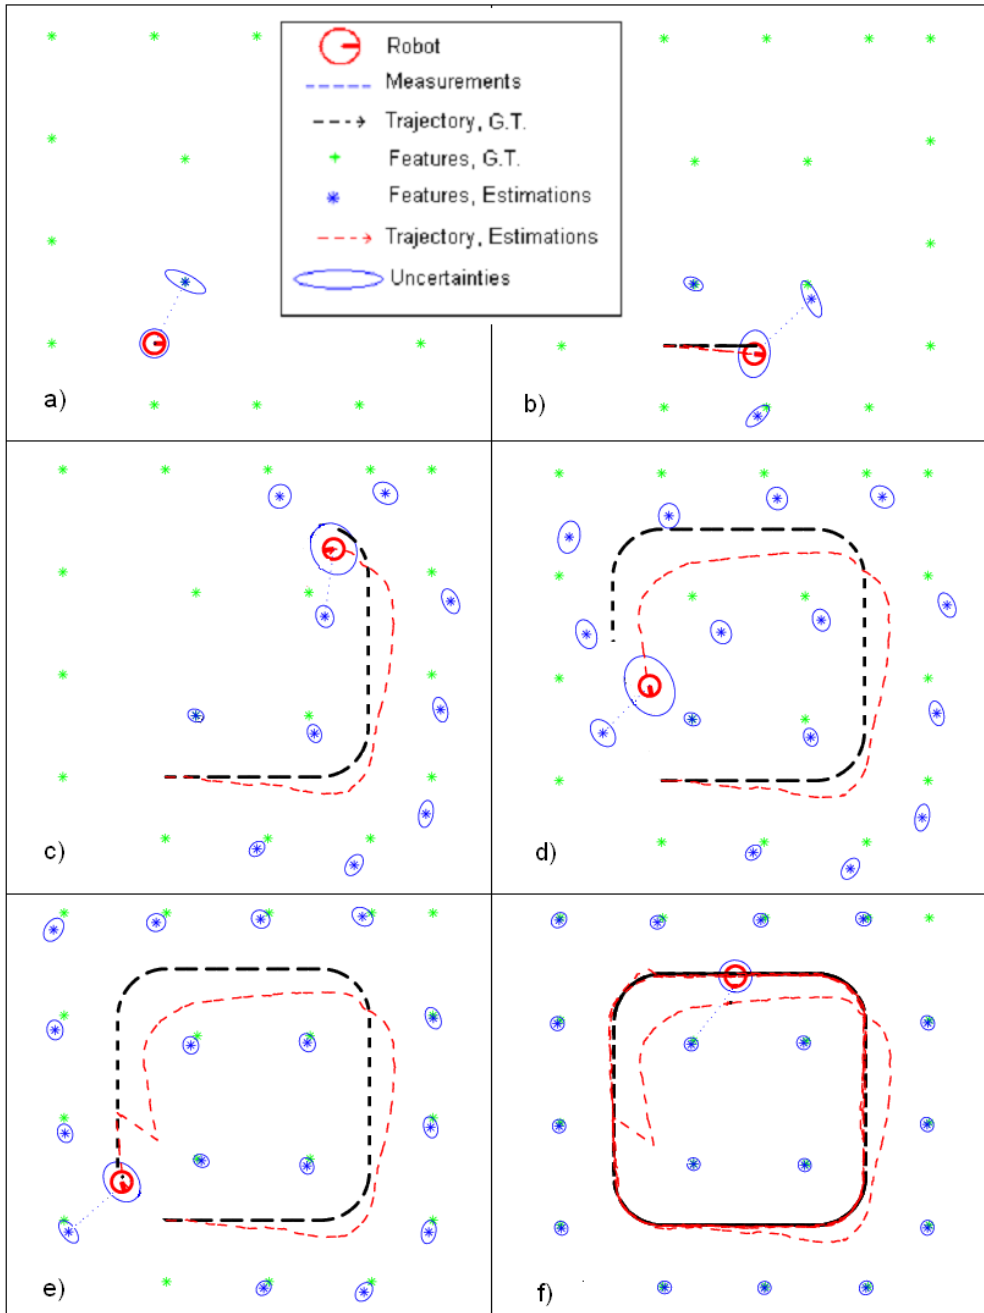 Robot
Measurements
Trajectory, G.T.
Features, G.T.
Features, Estimations
Trajectory, Estimations
Uncertainties
a)
b)
c)
d)
e)
f)